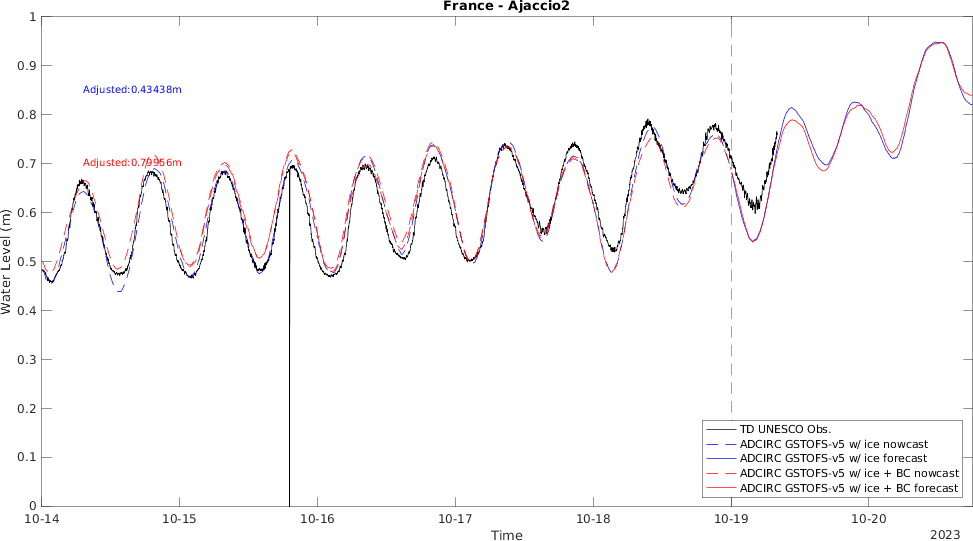 France - Ajaccio2
1
0.9
0.8
0.7
0.6
0.5
0.4
0.3
0.2
0.1
0
Water Level (m)
Adjusted:0.43438m
Adjusted:0.79956m
TD UNESCO Obs.
ADCIRC GSTOFS-v5 w/ ice nowcast
ADCIRC GSTOFS-v5 w/ ice forecast
ADCIRC GSTOFS-v5 w/ ice + BC nowcast
ADCIRC GSTOFS-v5 w/ ice + BC forecast
10-14 10-15 10-16 10-17 10-18 10-19 10-20
Time
2023